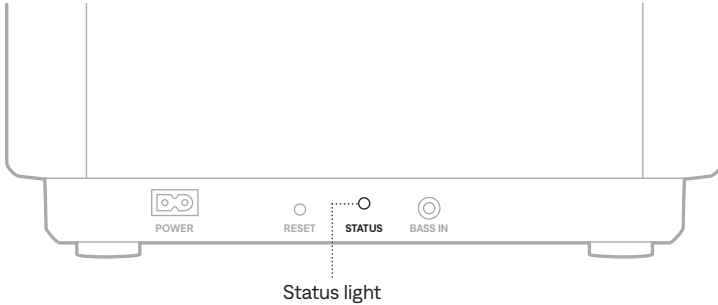 POWER
RESET
STATUS
BASS IN
Status light